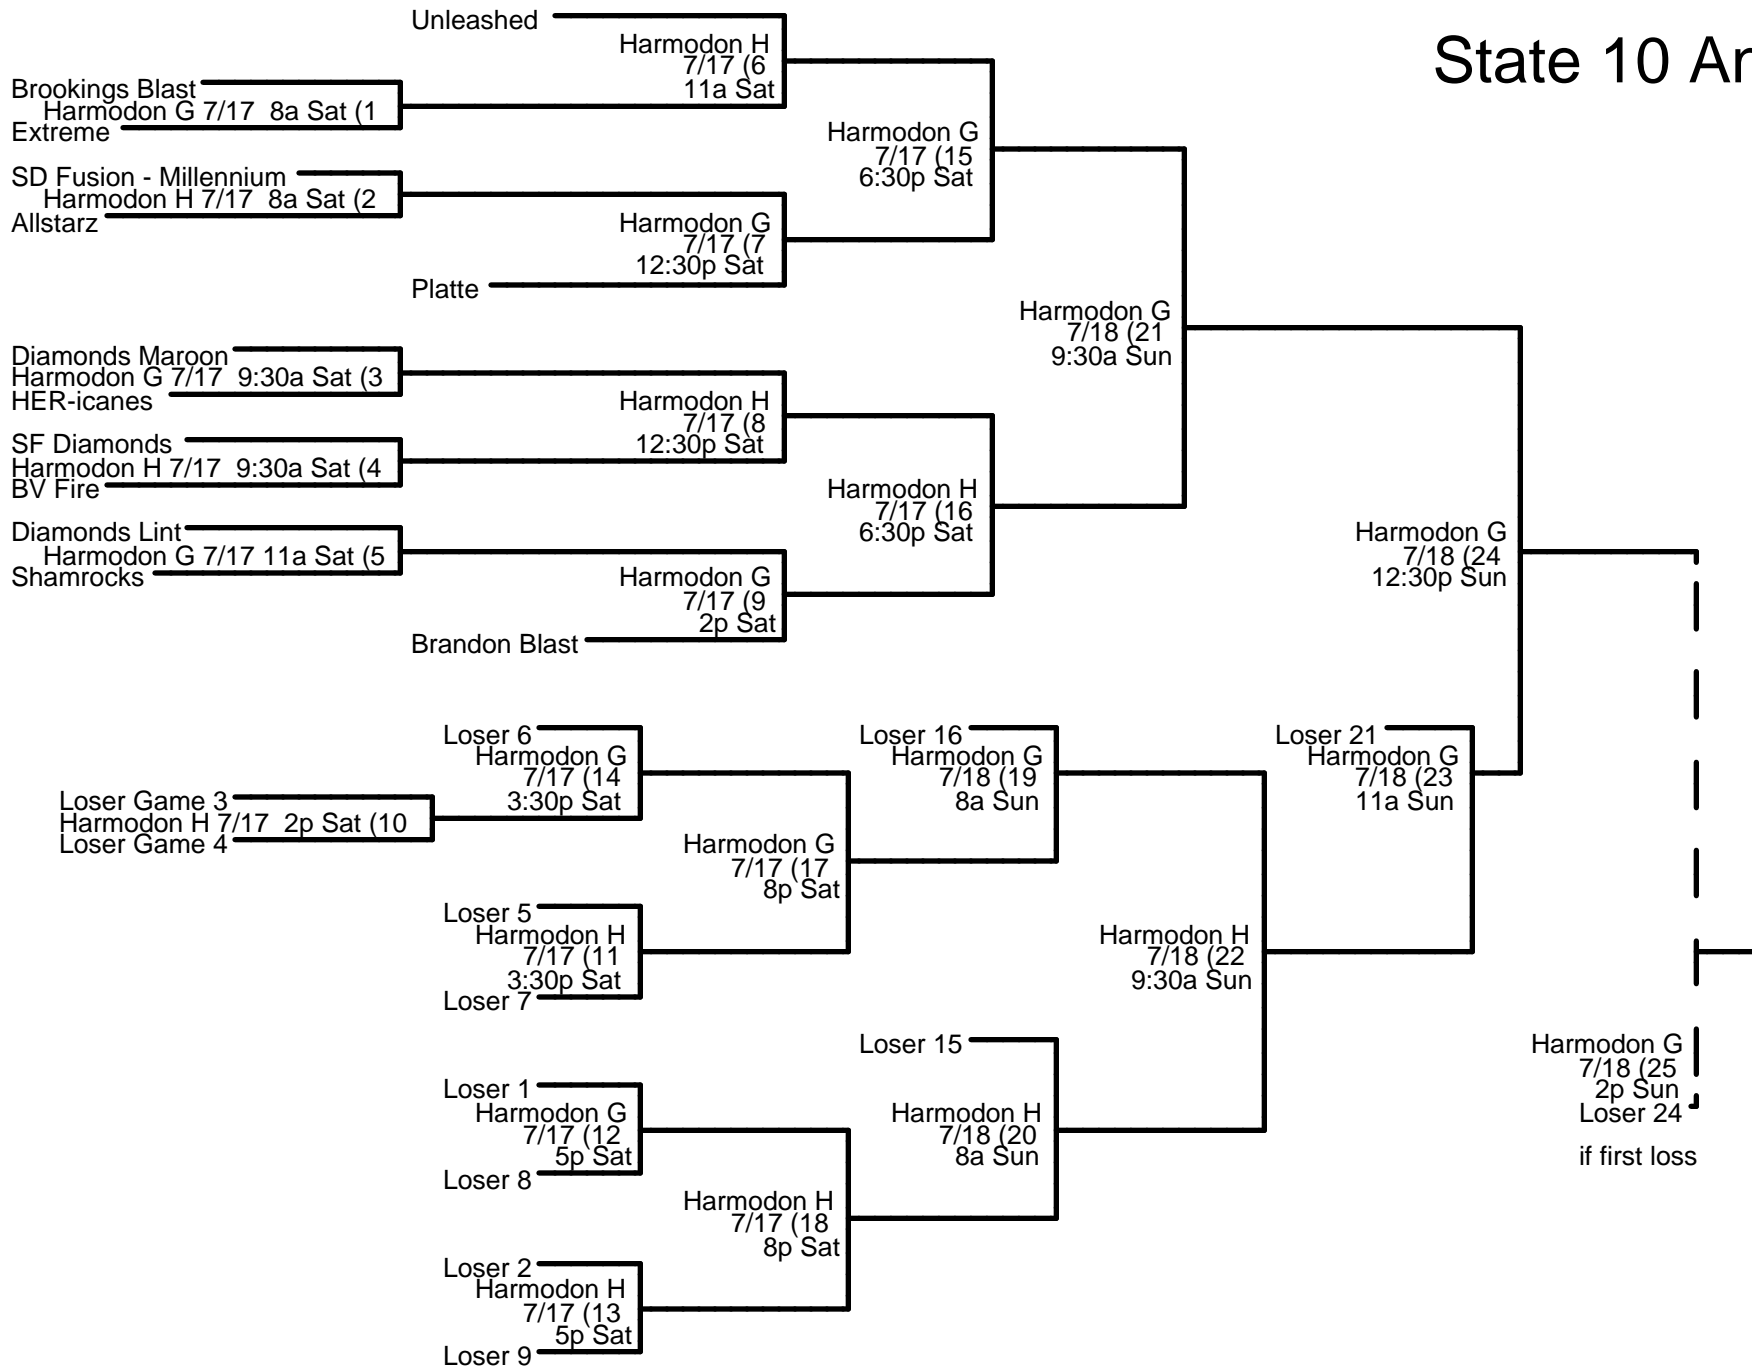 Unleashed
Harmodon H
7/17 (6
11a Sat
State 10 Ar
Brookings Blast
Harmodon G 7/17 8a Sat (1
Extreme
Harmodon G
7/17 (15
6:30p Sat
SD Fusion - Millennium
Harmodon H 7/17 8a Sat (2
Allstarz
Harmodon G
7/17 (7
12:30p Sat
Platte
Harmodon G
7/18 (21
9:30a Sun
Diamonds Maroon
Harmodon G 7/17 9:30a Sat (3
HER-icanes
Harmodon H
7/17 (8
12:30p Sat
SF Diamonds
Harmodon H 7/17 9:30a Sat (4
BV Fire
Harmodon H
7/17 (16
6:30p Sat
Diamonds Lint
Harmodon G 7/17 11a Sat (5
Shamrocks
Harmodon G
7/18 (24
12:30p Sun
Harmodon G
7/17 (9
2p Sat
Brandon Blast
Loser 6
Harmodon G
7/17 (14
3:30p Sat
Loser 16
Harmodon G
7/18 (19
8a Sun
Loser 21
Harmodon G
7/18 (23
11a Sun
Loser Game 3
Harmodon H 7/17 2p Sat (10
Loser Game 4
Harmodon G
7/17 (17
8p Sat
Loser 5
Harmodon H
7/17 (11
3:30p Sat
Loser 7
Harmodon H
7/18 (22
9:30a Sun
Loser 15
Harmodon H
7/18 (20
8a Sun
Harmodon G
7/18 (25
2p Sun
Loser 24
if first loss
Loser 1
Harmodon G
7/17 (12
5p Sat
Loser 8
Harmodon H
7/17 (18
8p Sat
Loser 2
Harmodon H
7/17 (13
5p Sat
Loser 9